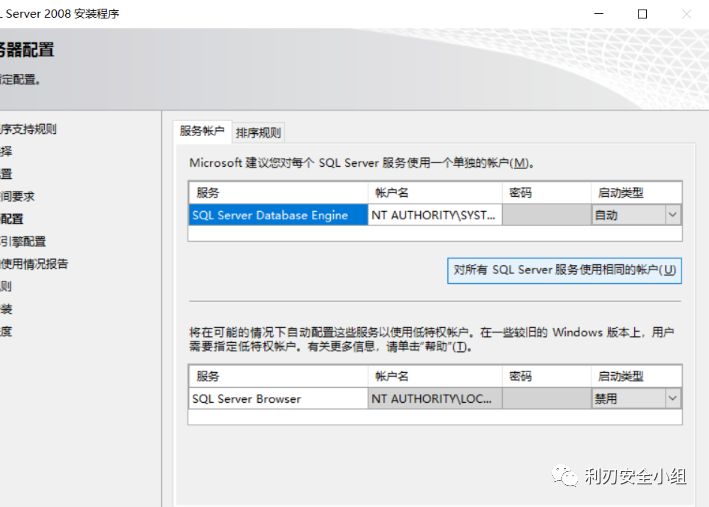 L Server 2008 安装程序
务器配置
指定配置。
序支持规则
择
置
间要求
配置
引擎配置
使用情况报告
则
装
度
服务帐户 排序规则
Microsoft 建议您对每个 SQL Server 服务使用一个单独的帐户(M)。
服务 帐户名 密码 启动类型
SQL Server Database Engine NT AUTHORITY\SYST... 自动
对所有 SQL Server 服务使用相同的帐户(U)
将在可能的情况下自动配置这些服务以使用低特权帐户。在一些较旧的 Windows 版本上，用户
需要指定低特权帐户。有关更多信息，请单击“帮助”(T)。
服务 帐户名 密码 启动类型
SQL Server Browser NT AUTHORITY\LOC... 禁用
利刃安全小组